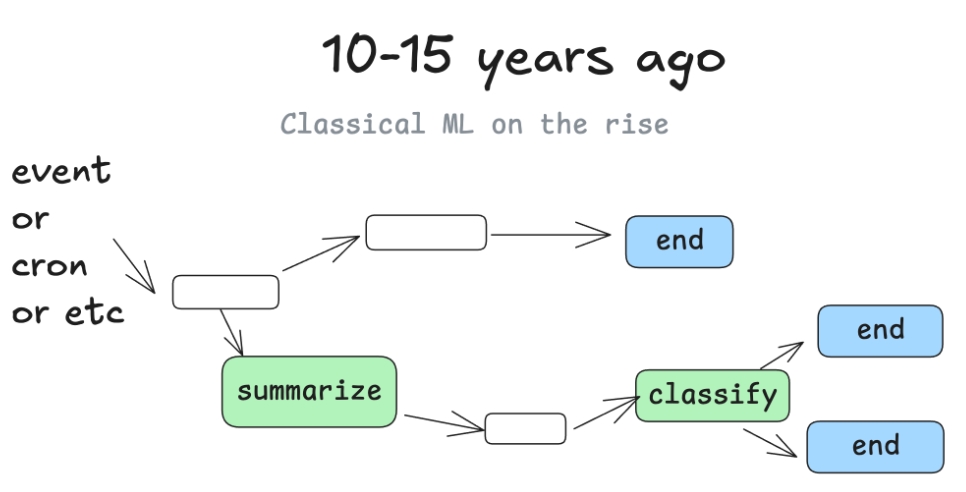 10-15 years ago
Classical ML on the rise
event
or
cron
or etc
end
end
summarize
classify
end